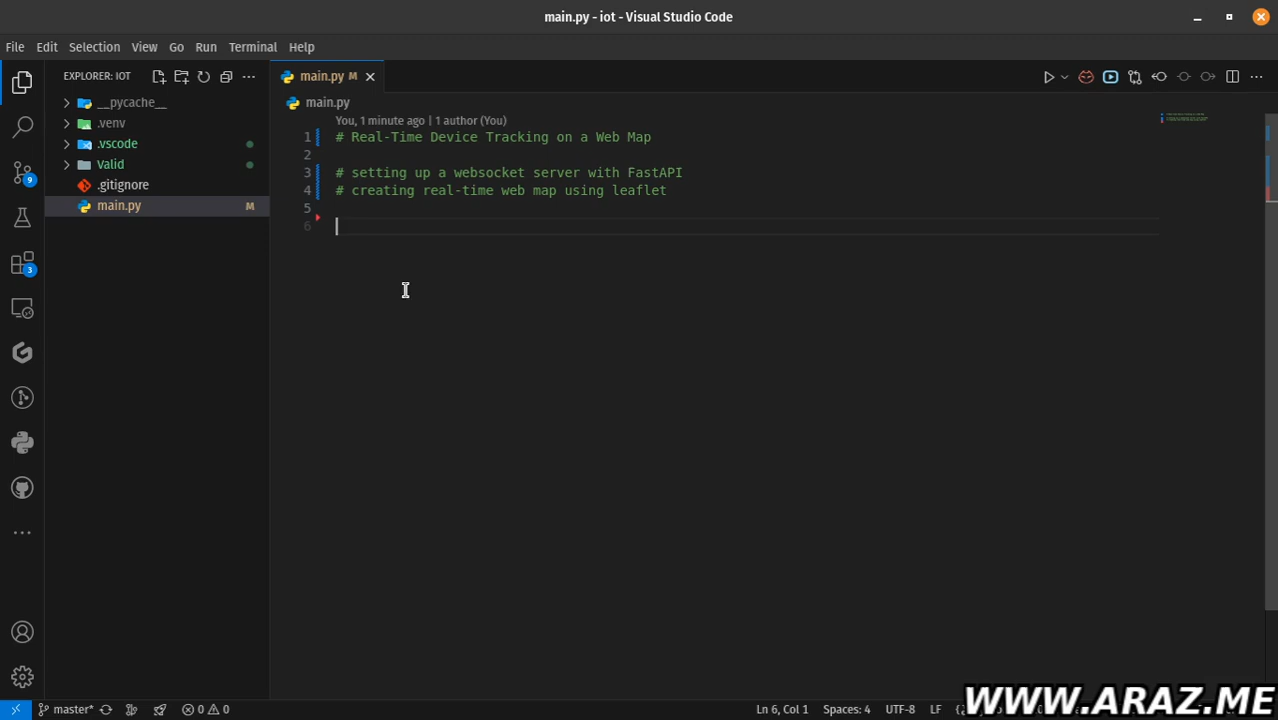 main.py - iot - Visual Studio Code
File Edit Selection View Go Run Terminal Help
EXPLORER: IOT
__pycache__
.venv
.vscode
Valid
.gitignore
main.py M
main.py M
main.py
You, 1 minute ago | 1 author (You)
1 # Real-Time Device Tracking on a Web Map
2
3 # setting up a websocket server with FastAPI
4 # creating real-time web map using leaflet
5
6
9
3
master*
0 0
Ln 6, Col 1 Spaces: 4 UTF-8 LF
WWW.ARAZ.ME